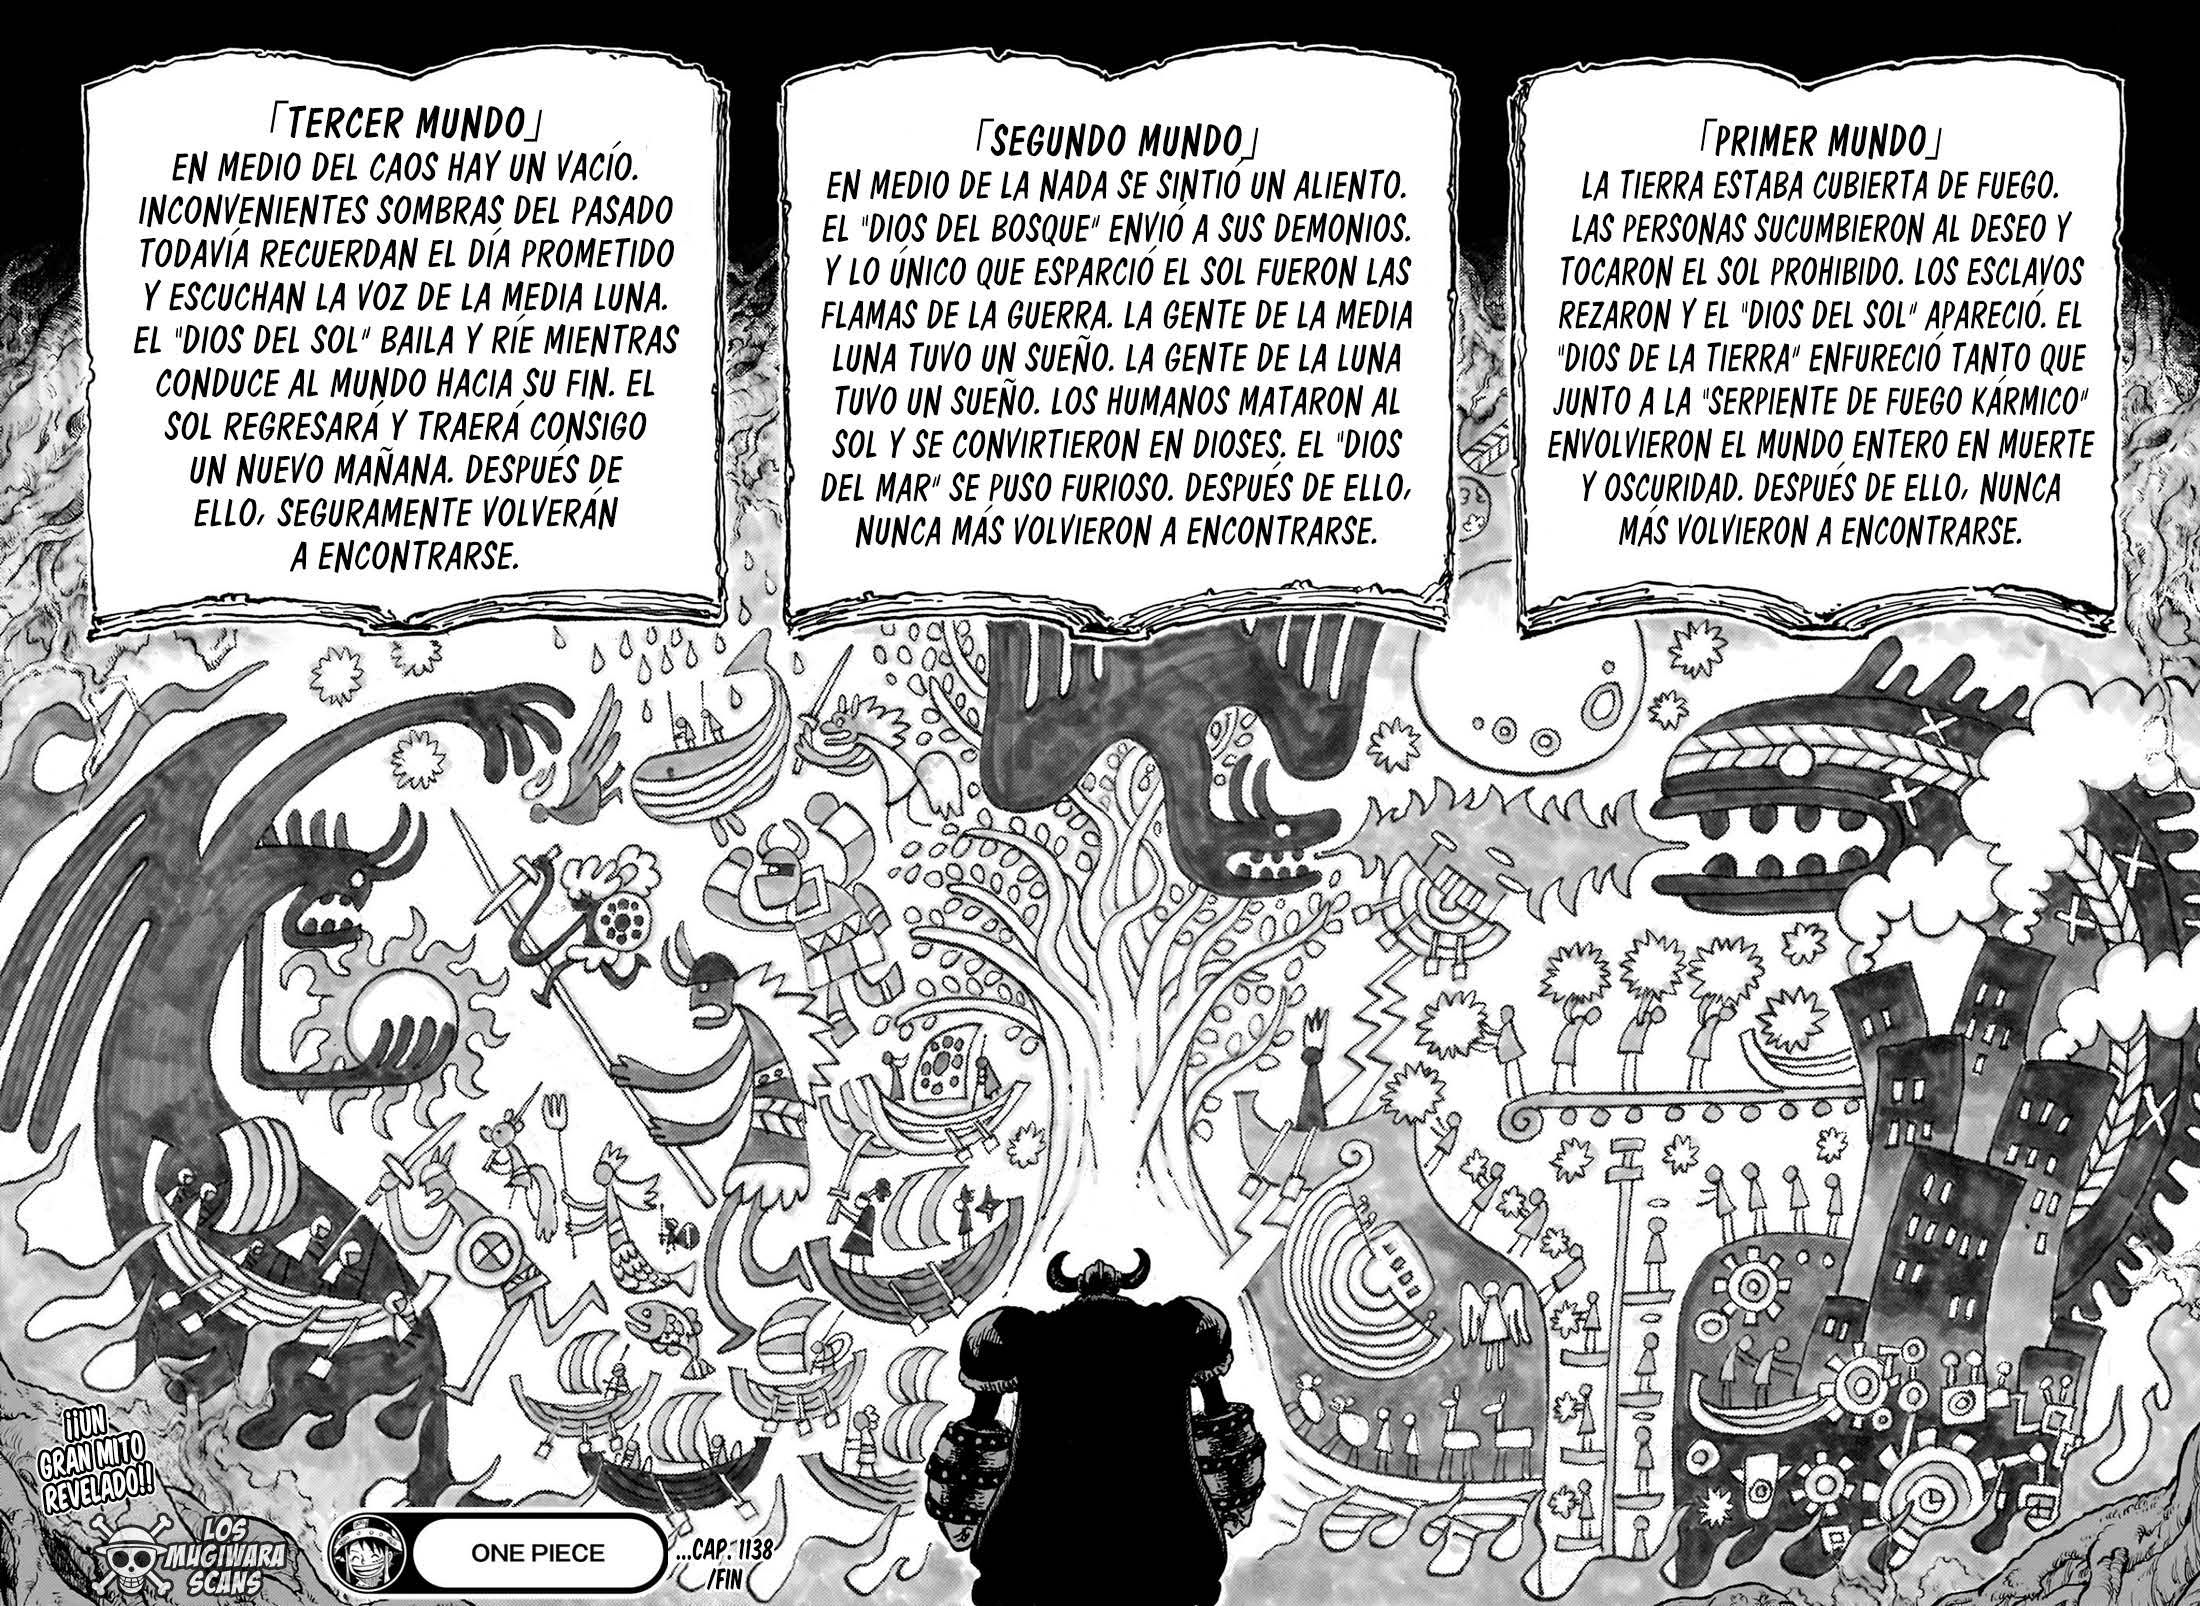 「PRIMER MUNDO」
LA TIERRA ESTABA CUBIERTA DE FUEGO.
LAS PERSONAS SUCUMBIERON AL DESEO Y
TOCARON EL SOL PROHIBIDO. LOS ESCLAVOS
REZARON Y EL "DIOS DEL SOL" APARECIÓ. EL
"DIOS DE LA TIERRA" ENFURECIÓ TANTO QUE
JUNTO A LA "SERPIENTE DE FUEGO KÁRMICO"
ENVOLVIERON EL MUNDO ENTERO EN MUERTE
Y OSCURIDAD. DESPUÉS DE ELLO, NUNCA
MÁS VOLVIERON A ENCONTRARSE.
「SEGUNDO MUNDO」
EN MEDIO DE LA NADA SE SINTIÓ UN ALIENTO.
EL "DIOS DEL BOSQUE" ENVIÓ A SUS DEMONIOS.
Y LO ÚNICO QUE ESPARCIÓ EL SOL FUERON LAS
FLAMAS DE LA GUERRA. LA GENTE DE LA MEDIA
LUNA TUVO UN SUEÑO. LA GENTE DE LA LUNA
TUVO UN SUEÑO. LOS HUMANOS MATARON AL
SOL Y SE CONVIRTIERON EN DIOSES. EL "DIOS
DEL MAR" SE PUSO FURIOSO. DESPUÉS DE ELLO,
NUNCA MÁS VOLVIERON A ENCONTRARSE.
「TERCER MUNDO」
EN MEDIO DEL CAOS HAY UN VACÍO.
INCONVENIENTES SOMBRAS DEL PASADO
TODAVÍA RECUERDAN EL DÍA PROMETIDO
Y ESCUCHAN LA VOZ DE LA MEDIA LUNA.
EL "DIOS DEL SOL" BAILA Y RÍE MIENTRAS
CONDUCE AL MUNDO HACIA SU FIN. EL
SOL REGRESARÁ Y TRAERÁ CONSIGO
UN NUEVO MAÑANA. DESPUÉS DE
ELLO, SEGURAMENTE VOLVERÁN
A ENCONTRARSE.
¡¡UN
GRAN MITO
REVELADO!!
LOS
MUGIWARA
SCANS
ONE PIECE
...CAP. 1138
/FIN